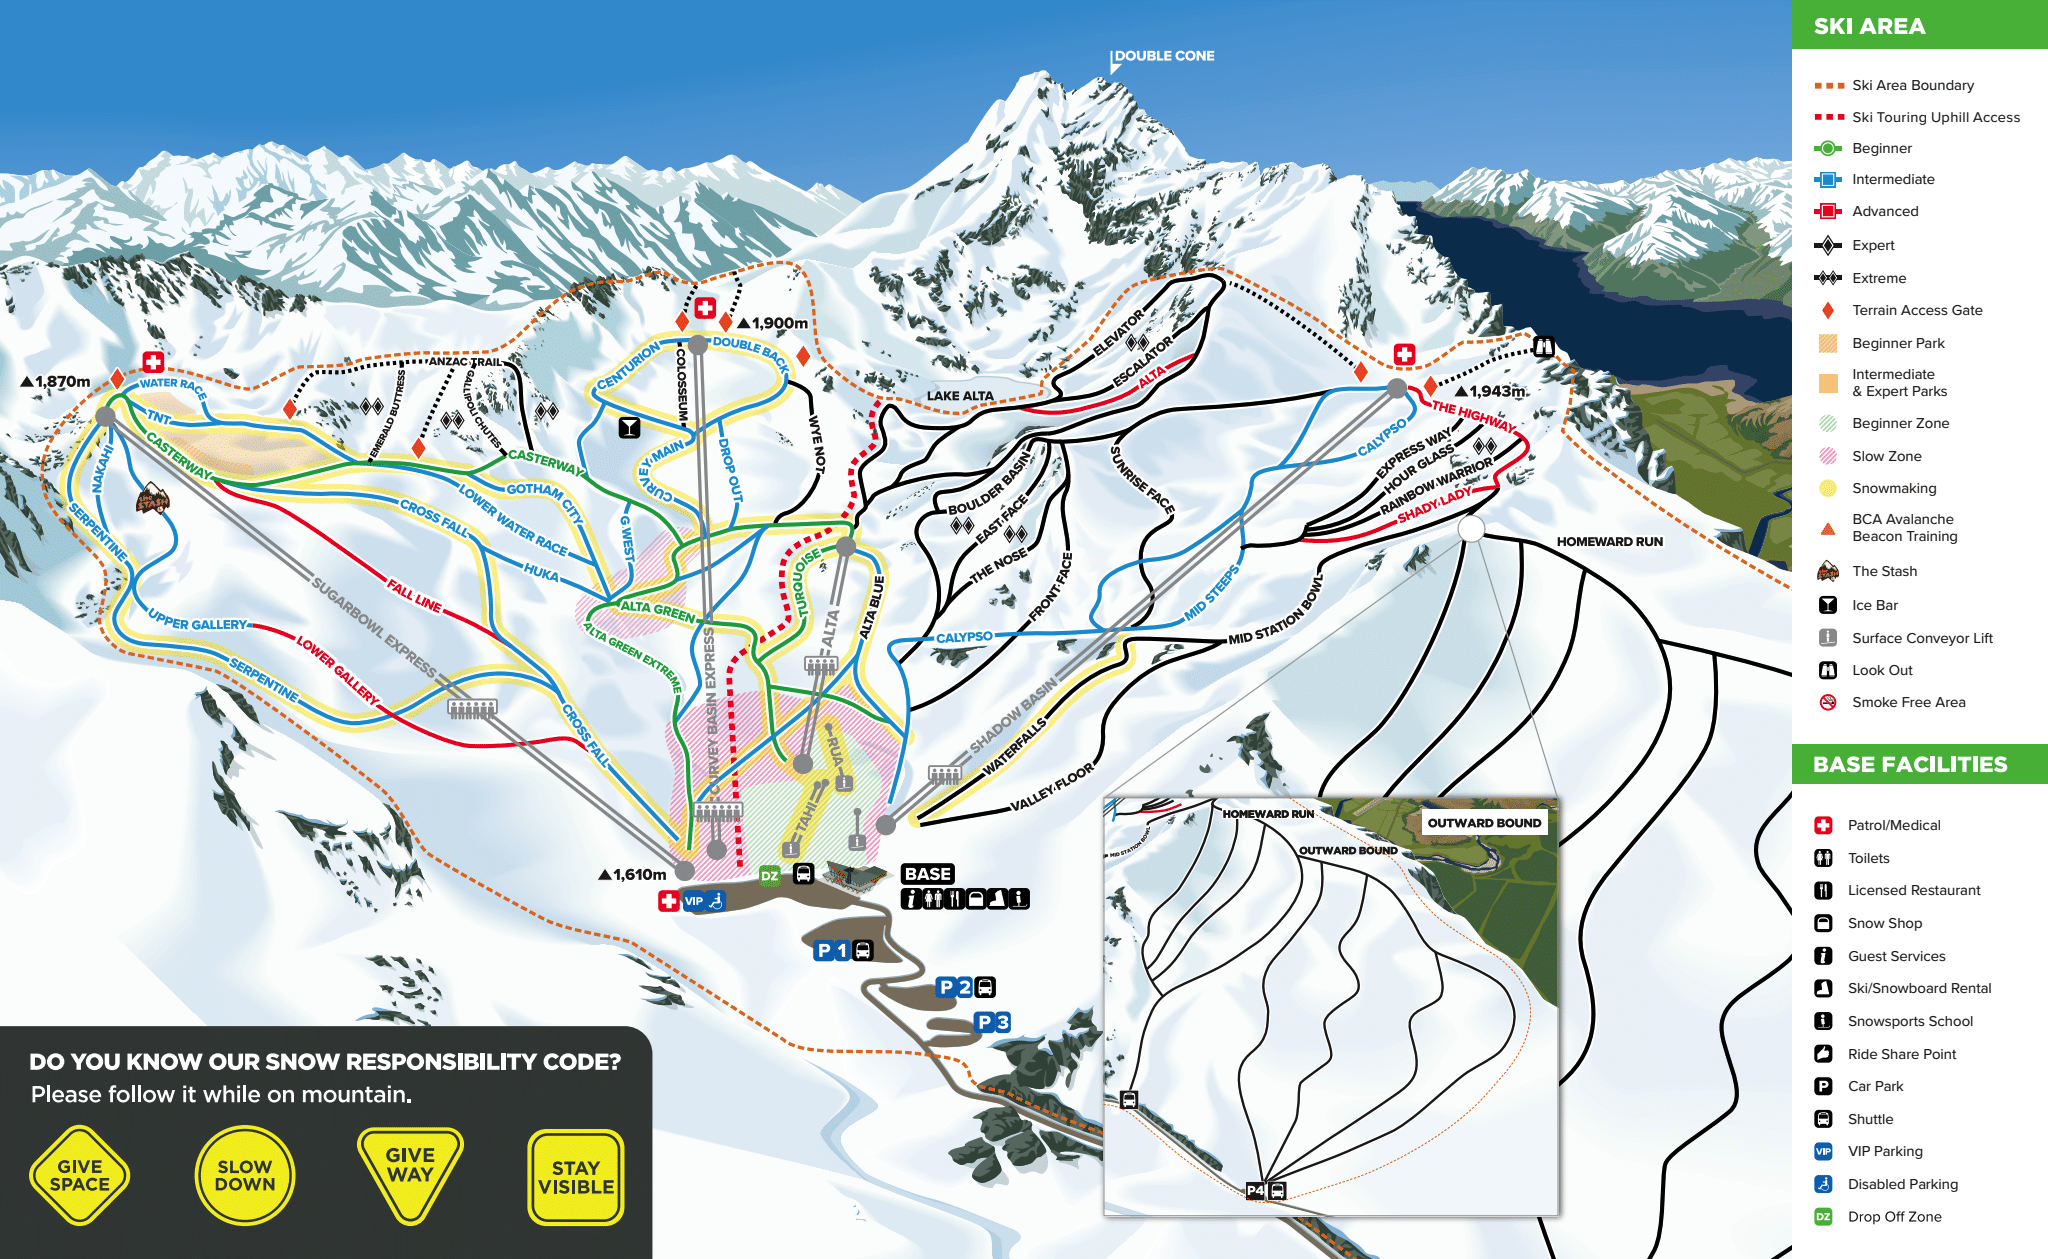 DOUBLE CONE
1,900m
1,870m
WATER RACE
TNT
CASTERWAY
NAKAHI
SERPENTINE
ANZAC TRAIL
EMERALD BUTTRESS
GALLIPOLI CHUTES
CENTURION
DOUBLE BACK
COLOSSEUM
CURVEY MAIN
DROP OUT
WYE NOT
CASTERWAY
GOTHAM CITY
LOWER WATER RACE
CROSS FALL
HUKA
G WEST
FALL LINE
SUGARBOWL EXPRESS
UPPER GALLERY
LOWER GALLERY
SERPENTINE
CROSS FALL
ALTA GREEN
ALTA GREEN EXTREME
CURVEY BASIN EXPRESS
TURQUOISE
ALTA
ALTA BLUE
RUA
TAHI
LAKE ALTA
ELEVATOR
ESCALATOR
ALTA
BOULDER BASIN
EAST FACE
THE NOSE
FRONT FACE
SUNRISE FACE
CALYPSO
1,943m
THE HIGHWAY
CALYPSO
EXPRESS WAY
HOUR GLASS
RAINBOW WARRIOR
SHADY LADY
HOMEWARD RUN
MID STEEPS
MID STATION BOWL
SHADOW BASIN
WATERFALLS
VALLEY FLOOR
1,610m
VIP
DZ
BASE
P 1
P 2
P 3
HOMEWARD RUN
OUTWARD BOUND
MID STATION BOWL
OUTWARD BOUND
P4
the
STASH
DO YOU KNOW OUR SNOW RESPONSIBILITY CODE?
Please follow it while on mountain.
GIVE
SPACE
SLOW
DOWN
GIVE
WAY
STAY
VISIBLE
SKI AREA
Ski Area Boundary
Ski Touring Uphill Access
Beginner
Intermediate
Advanced
Expert
Extreme
Terrain Access Gate
Beginner Park
Intermediate
& Expert Parks
Beginner Zone
Slow Zone
Snowmaking
BCA Avalanche
Beacon Training
The Stash
Ice Bar
Surface Conveyor Lift
Look Out
Smoke Free Area
BASE FACILITIES
Patrol/Medical
Toilets
Licensed Restaurant
Snow Shop
Guest Services
Ski/Snowboard Rental
Snowsports School
Ride Share Point
P Car Park
Shuttle
VIP VIP Parking
Disabled Parking
DZ Drop Off Zone